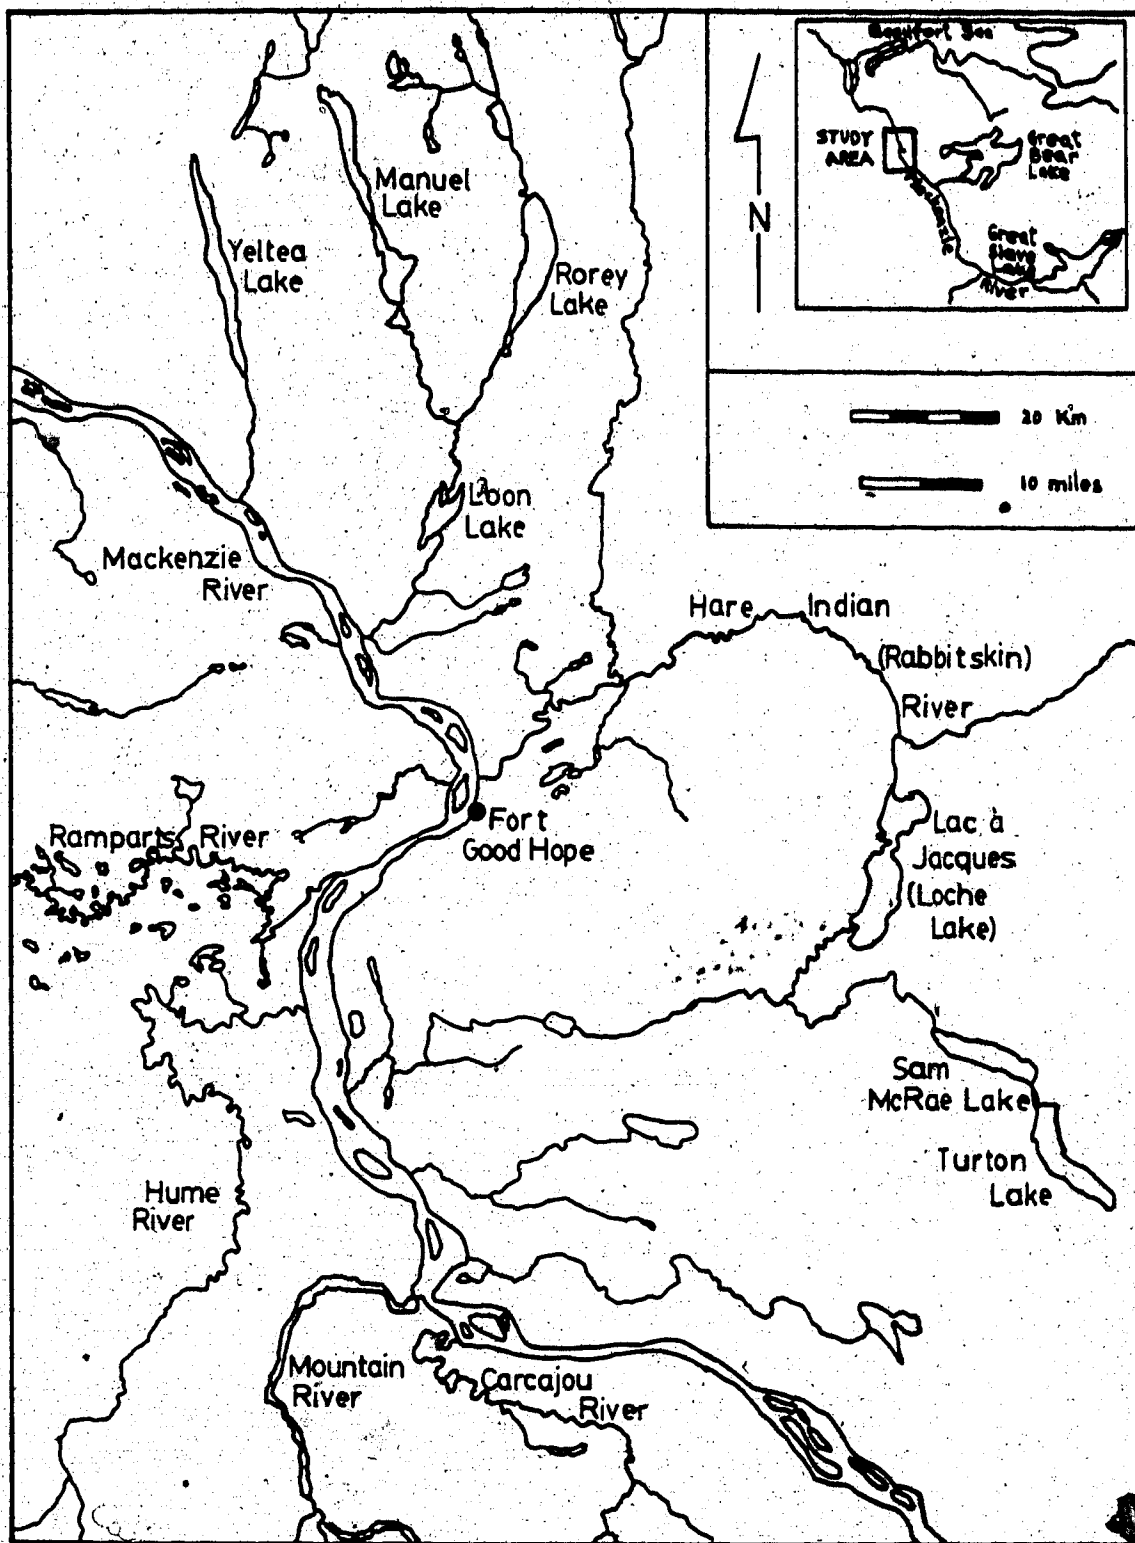 Beaufort Sea
STUDY
AREA
Great
Bear
Lake
Mackenzie
Great
Slave
Lake
River
N
20 Km
10 miles
Manuel
Lake
Yeltea
Lake
Rorey
Lake
Loon
Lake
Mackenzie
River
Hare Indian
(Rabbitskin)
River
Fort
Good Hope
Ramparts River
Lac à
Jacques
(Loche
Lake)
Sam
McRae Lake
Turton
Lake
Hume
River
Mountain
River
Carcajou
River